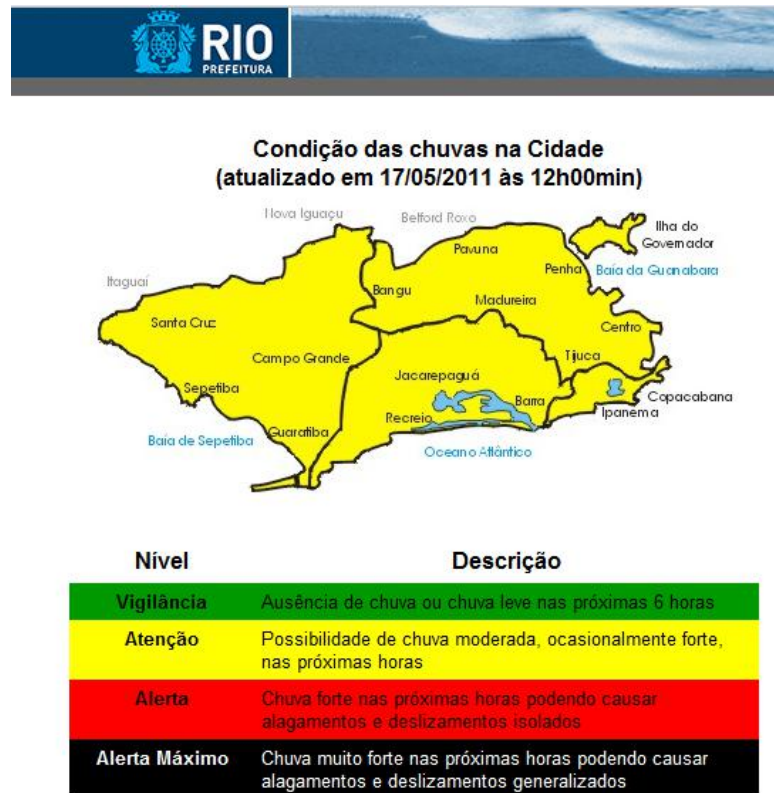 RIO
PREFEITURA
Condição das chuvas na Cidade
(atualizado em 17/05/2011 às 12h00min)
Nova Iguaçu
Belford Roxo
Ilha do
Governador
Pavuna
Itaguaí
Penha
Baía da Guanabara
Bangu
Madureira
Santa Cruz
Centro
Campo Grande
Tijuca
Jacarepaguá
Sepetiba
Barra
Copacabana
Recreio
Ipanema
Guaratiba
Baía de Sepetiba
Oceano Atlântico
Nível Descrição
Vigilância Ausência de chuva ou chuva leve nas próximas 6 horas
Atenção Possibilidade de chuva moderada, ocasionalmente forte,
nas próximas horas
Alerta Chuva forte nas próximas horas podendo causar
alagamentos e deslizamentos isolados
Alerta Máximo Chuva muito forte nas próximas horas podendo causar
alagamentos e deslizamentos generalizados